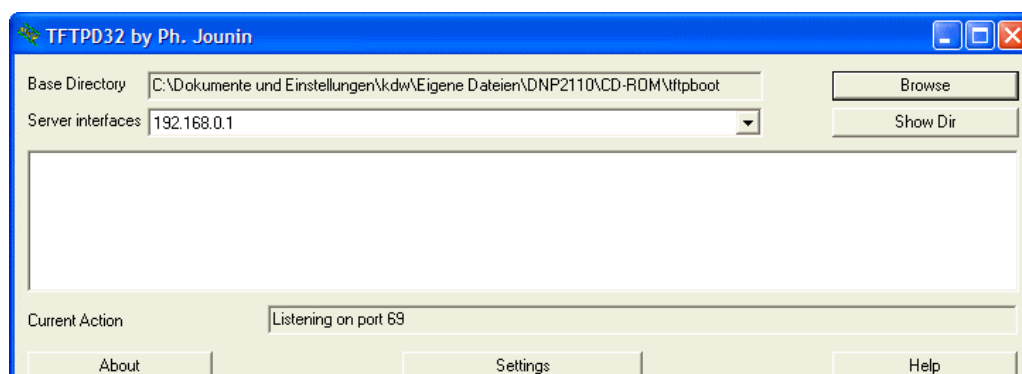 TFTPD32 by Ph. Jounin
Base Directory C:\Dokumente und Einstellungen\kdw\Eigene Dateien\DNP2110\CD-ROM\tftpboot Browse
Server interfaces 192.168.0.1 Show Dir
Current Action Listening on port 69
About Settings Help